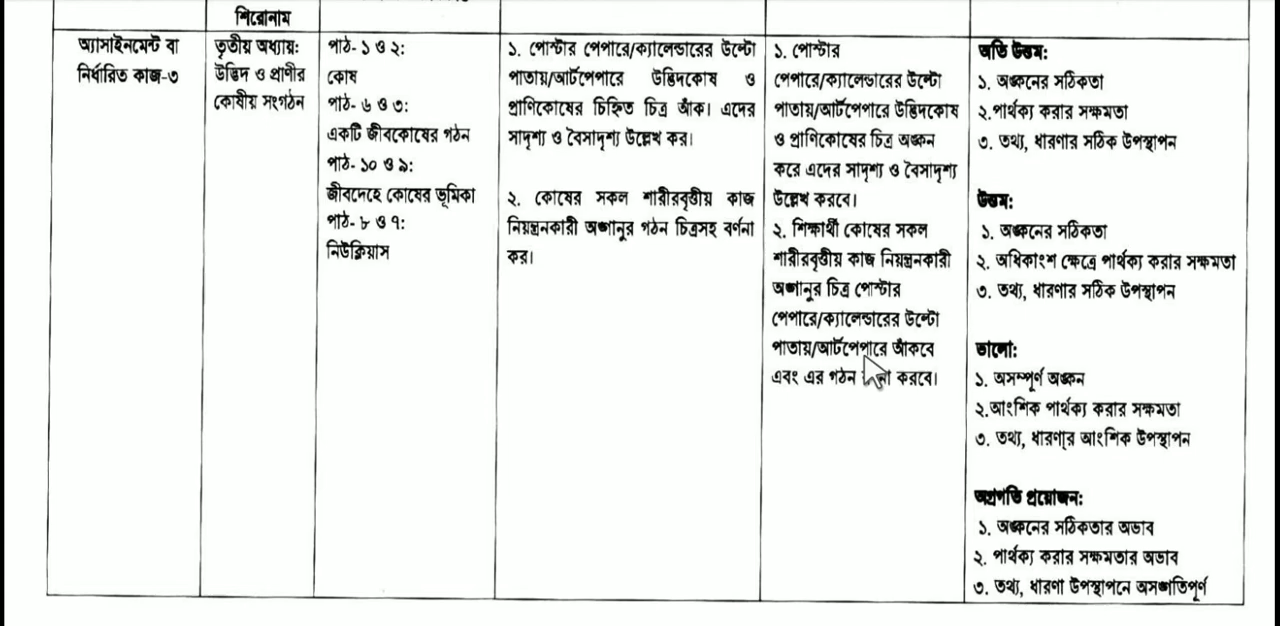 শিরোনাম
অ্যাসাইনমেন্ট বা
নির্ধারিত কাজ-৩
তৃতীয় অধ্যায়:
উদ্ভিদ ও প্রাণীর
কোষীয় সংগঠন
পাঠ- ১ ও ২:
কোষ
পাঠ- ৬ ও ৩:
একটি জীবকোষের গঠন
পাঠ- ১০ ও ৯:
জীবদেহে কোষের ভূমিকা
পাঠ- ৮ ও ৭:
নিউক্লিয়াস
১. পোস্টার পেপারে/ক্যালেন্ডারের উল্টো
পাতায়/আর্টপেপারে উদ্ভিদকোষ ও
প্রাণিকোষের চিহ্নিত চিত্র আঁক। এদের
সাদৃশ্য ও বৈসাদৃশ্য উল্লেখ কর।
২. কোষের সকল শারীরবৃত্তীয় কাজ
নিয়ন্ত্রনকারী অঙ্গানুর গঠন চিত্রসহ বর্ণনা
কর।
১. পোস্টার
পেপারে/ক্যালেন্ডারের উল্টো
পাতায়/আর্টপেপারে উদ্ভিদকোষ
ও প্রাণিকোষের চিত্র অঙ্কন
করে এদের সাদৃশ্য ও বৈসাদৃশ্য
উল্লেখ করবে।
২. শিক্ষার্থী কোষের সকল
শারীরবৃত্তীয় কাজ নিয়ন্ত্রনকারী
অঙ্গানুর চিত্র পোস্টার
পেপারে/ক্যালেন্ডারের উল্টো
পাতায়/আর্টপেপারে আঁকবে
এবং এর গঠন করবে।
অতি উত্তম:
১. অঙ্কনের সঠিকতা
২.পার্থক্য করার সক্ষমতা
৩. তথ্য, ধারণার সঠিক উপস্থাপন
উত্তম:
১. অঙ্কনের সঠিকতা
২. অধিকাংশ ক্ষেত্রে পার্থক্য করার সক্ষমতা
৩. তথ্য, ধারণার সঠিক উপস্থাপন
ভালো:
১. অসম্পূর্ণ অঙ্কন
২.আংশিক পার্থক্য করার সক্ষমতা
৩. তথ্য, ধারণার আংশিক উপস্থাপন
অগ্রগতি প্রয়োজন:
১. অঙ্কনের সঠিকতার অভাব
২. পার্থক্য করার সক্ষমতার অভাব
৩. তথ্য, ধারণা উপস্থাপনে অসঙ্গতিপূর্ণ